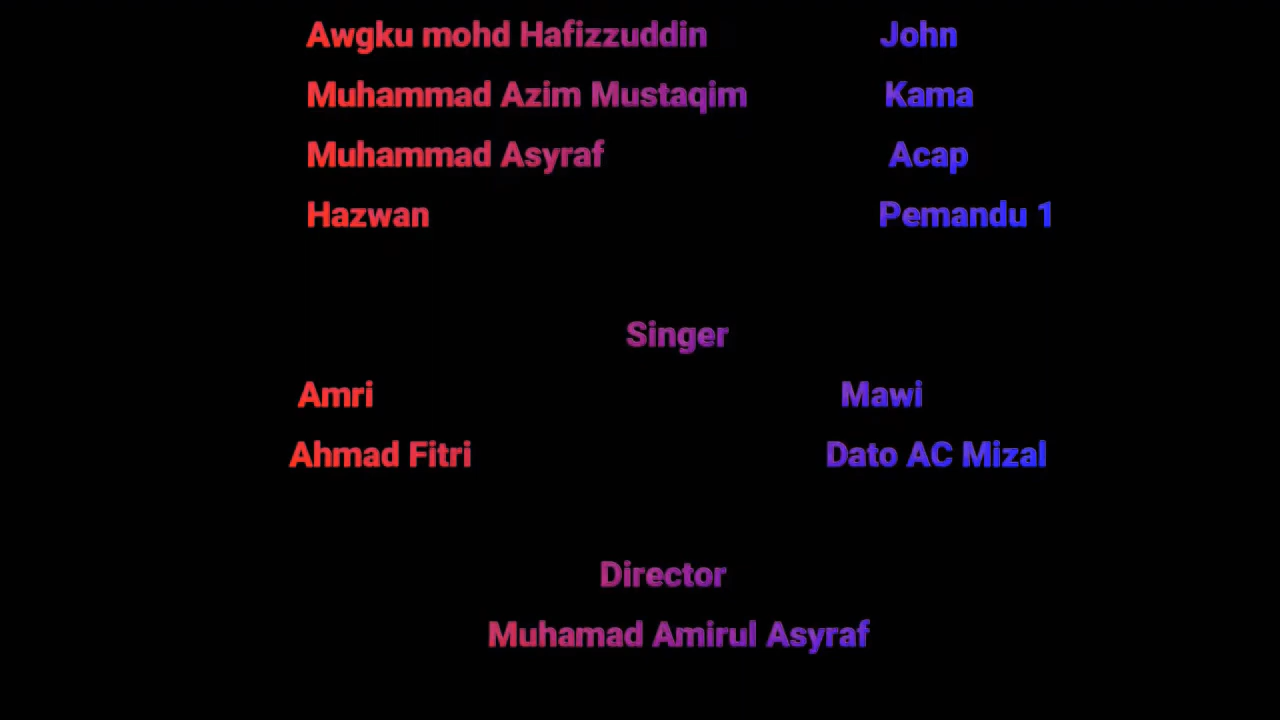 Awgku mohd Hafizzuddin John
Muhammad Azim Mustaqim Kama
Muhammad Asyraf Acap
Hazwan Pemandu 1
Singer
Amri Mawi
Ahmad Fitri Dato AC Mizal
Director
Muhamad Amirul Asyraf